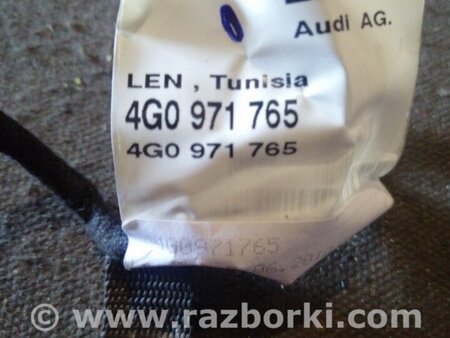 Audi AG.
LEN , Tunisia
4G0 971 765
4G0 971 765
4G0971765
www.razborki.com